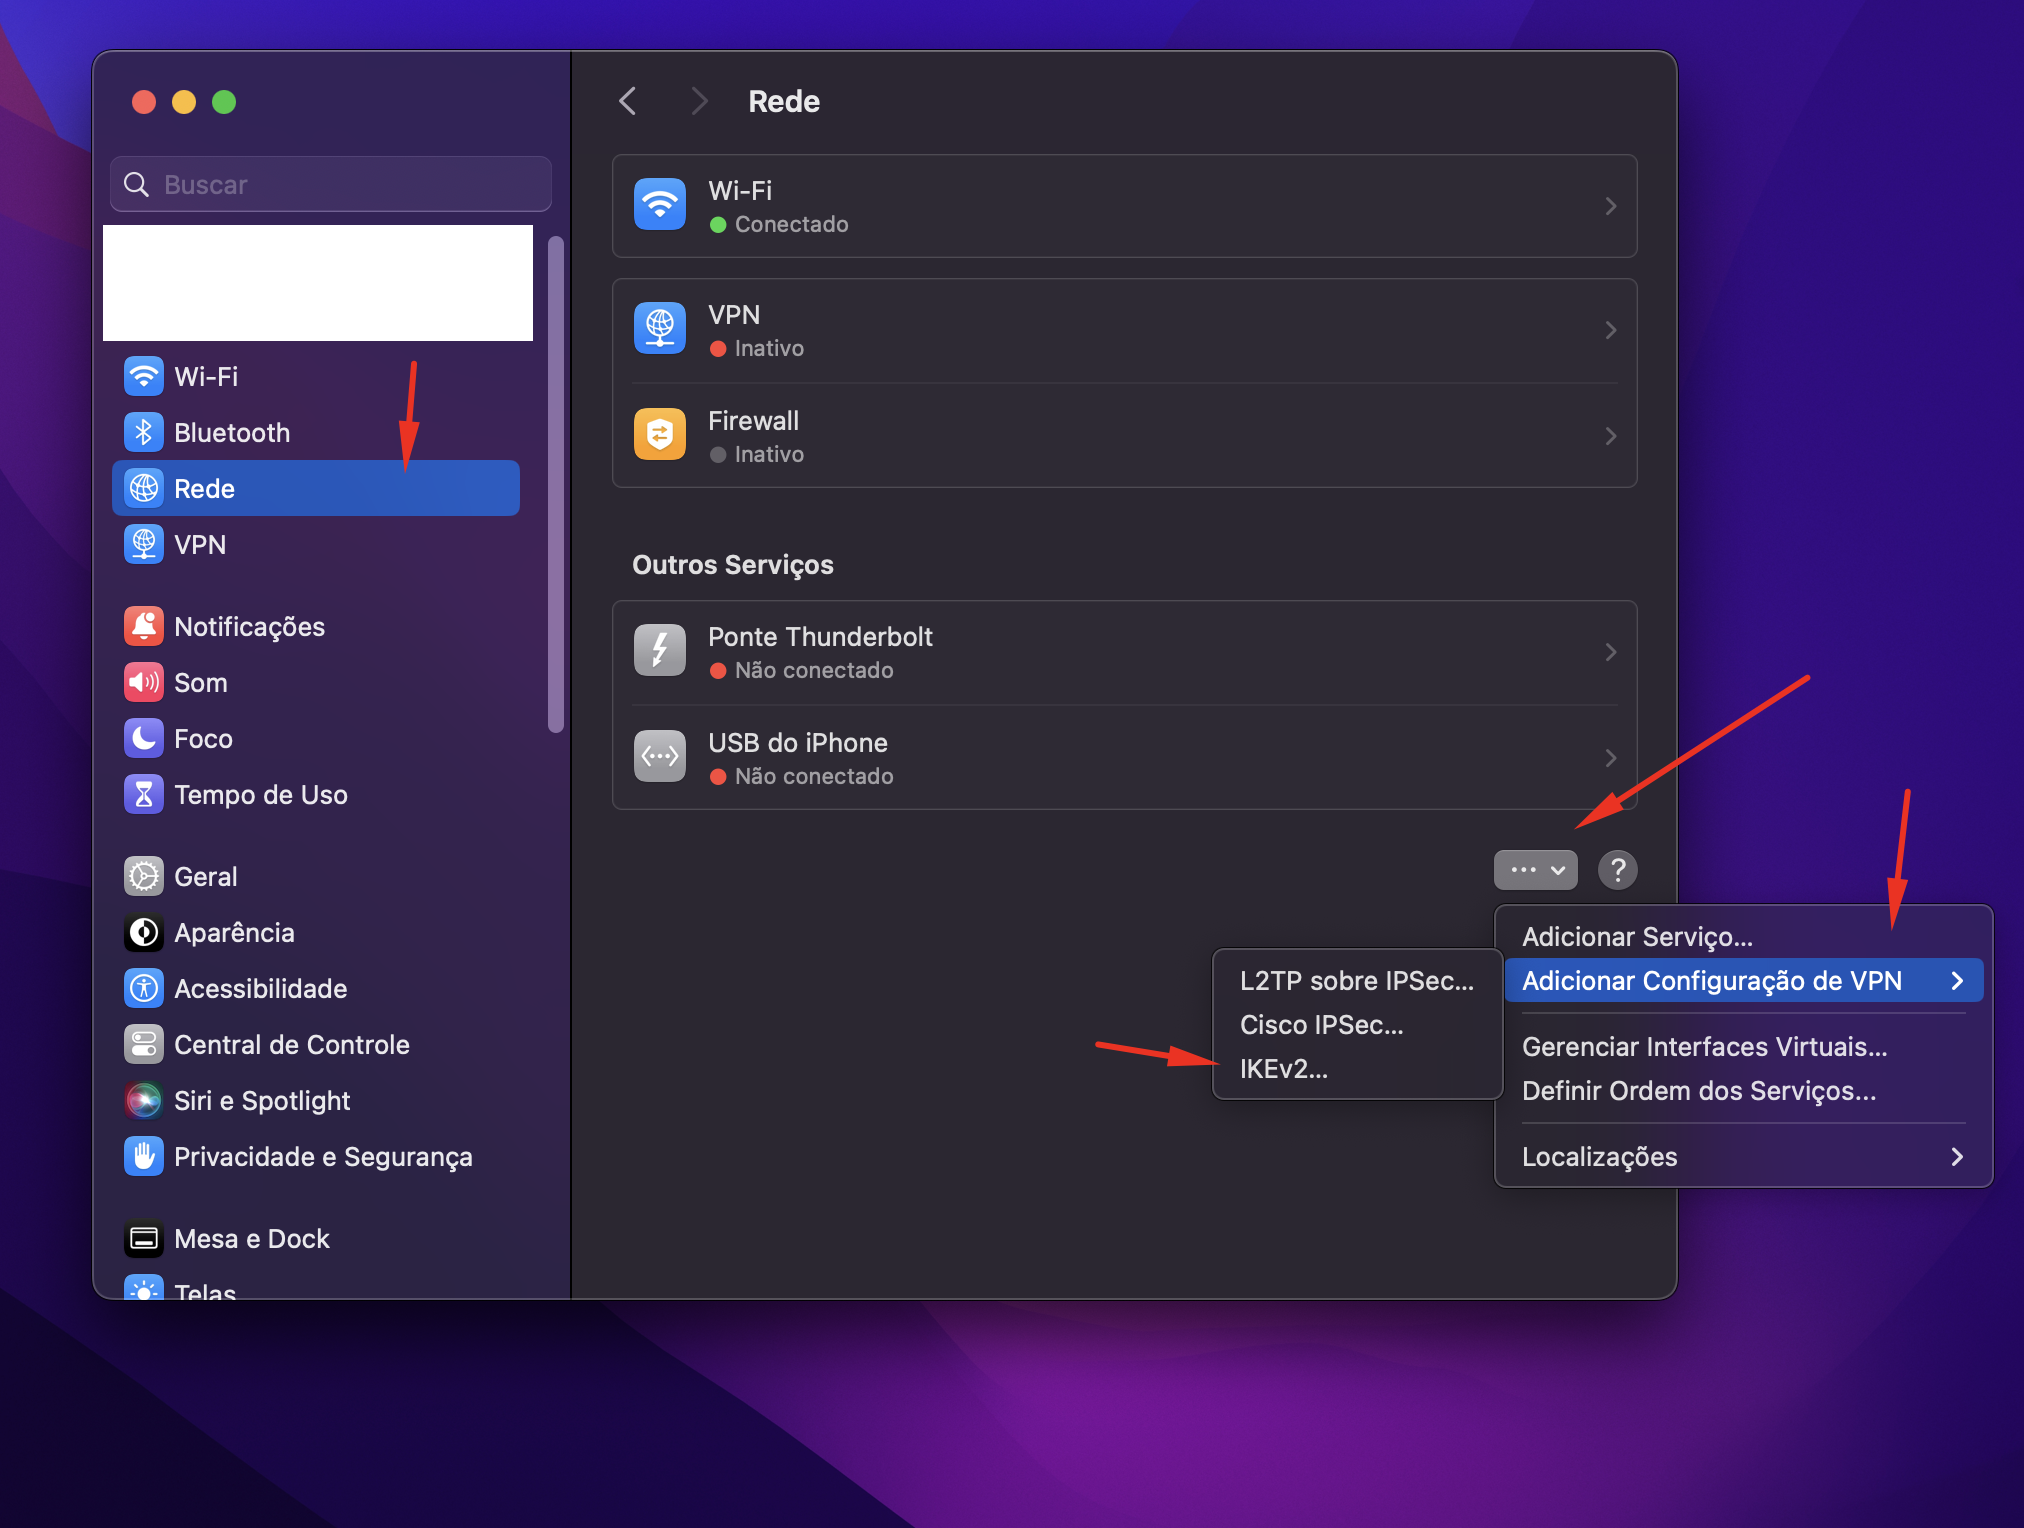 Buscar
Wi-Fi
Bluetooth
Rede
VPN
Notificações
Som
Foco
Tempo de Uso
Geral
Aparência
Acessibilidade
Central de Controle
Siri e Spotlight
Privacidade e Segurança
Mesa e Dock
Telas
Rede
Wi-Fi
Conectado
VPN
Inativo
Firewall
Inativo
Outros Serviços
Ponte Thunderbolt
Não conectado
USB do iPhone
Não conectado
?
Adicionar Serviço...
Adicionar Configuração de VPN
Gerenciar Interfaces Virtuais...
Definir Ordem dos Serviços...
Localizações
L2TP sobre IPSec...
Cisco IPSec...
IKEv2...